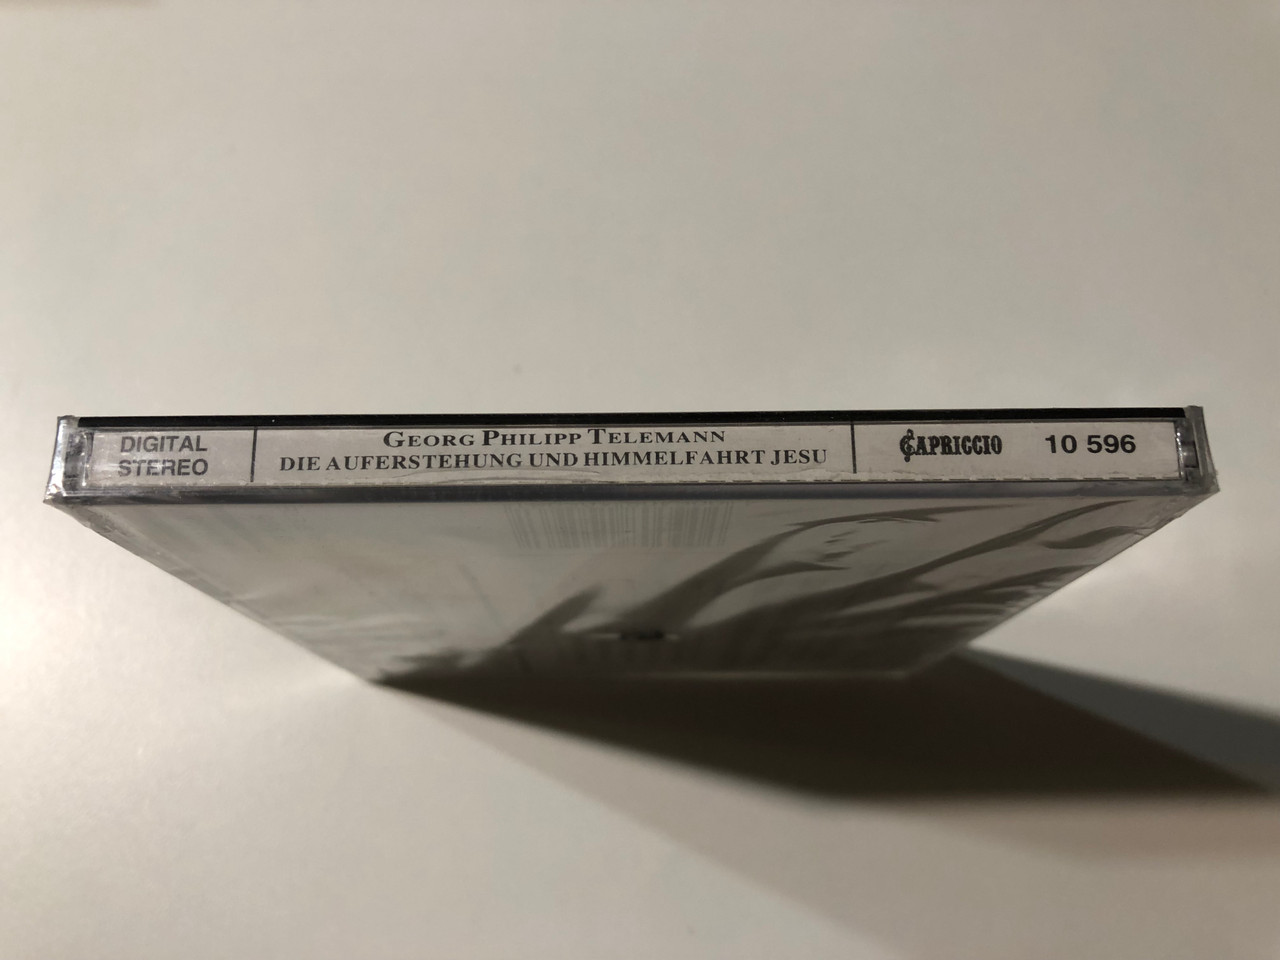 DIGITAL
STEREO
GEORG PHILIPP TELEMANN
DIE AUFERSTEHUNG UND HIMMELFAHRT JESU
CAPRICCIO 10 596